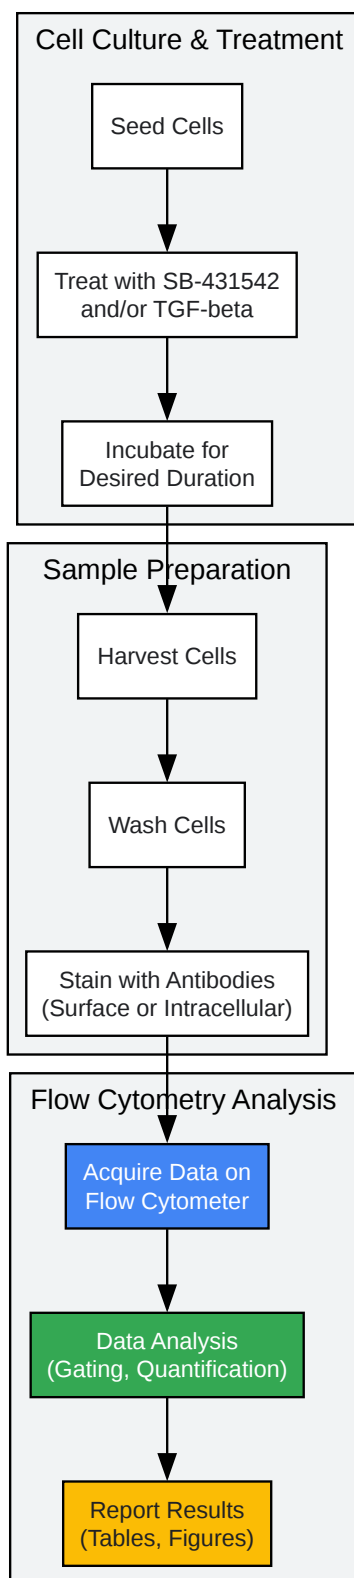 Cell Culture & Treatment
Seed Cells
Treat with SB-431542
and/or TGF-beta
Incubate for
Desired Duration
Sample Preparation
Harvest Cells
Wash Cells
Stain with Antibodies
(Surface or Intracellular)
Flow Cytometry Analysis
Acquire Data on
Flow Cytometer
Data Analysis
(Gating, Quantification)
Report Results
(Tables, Figures)